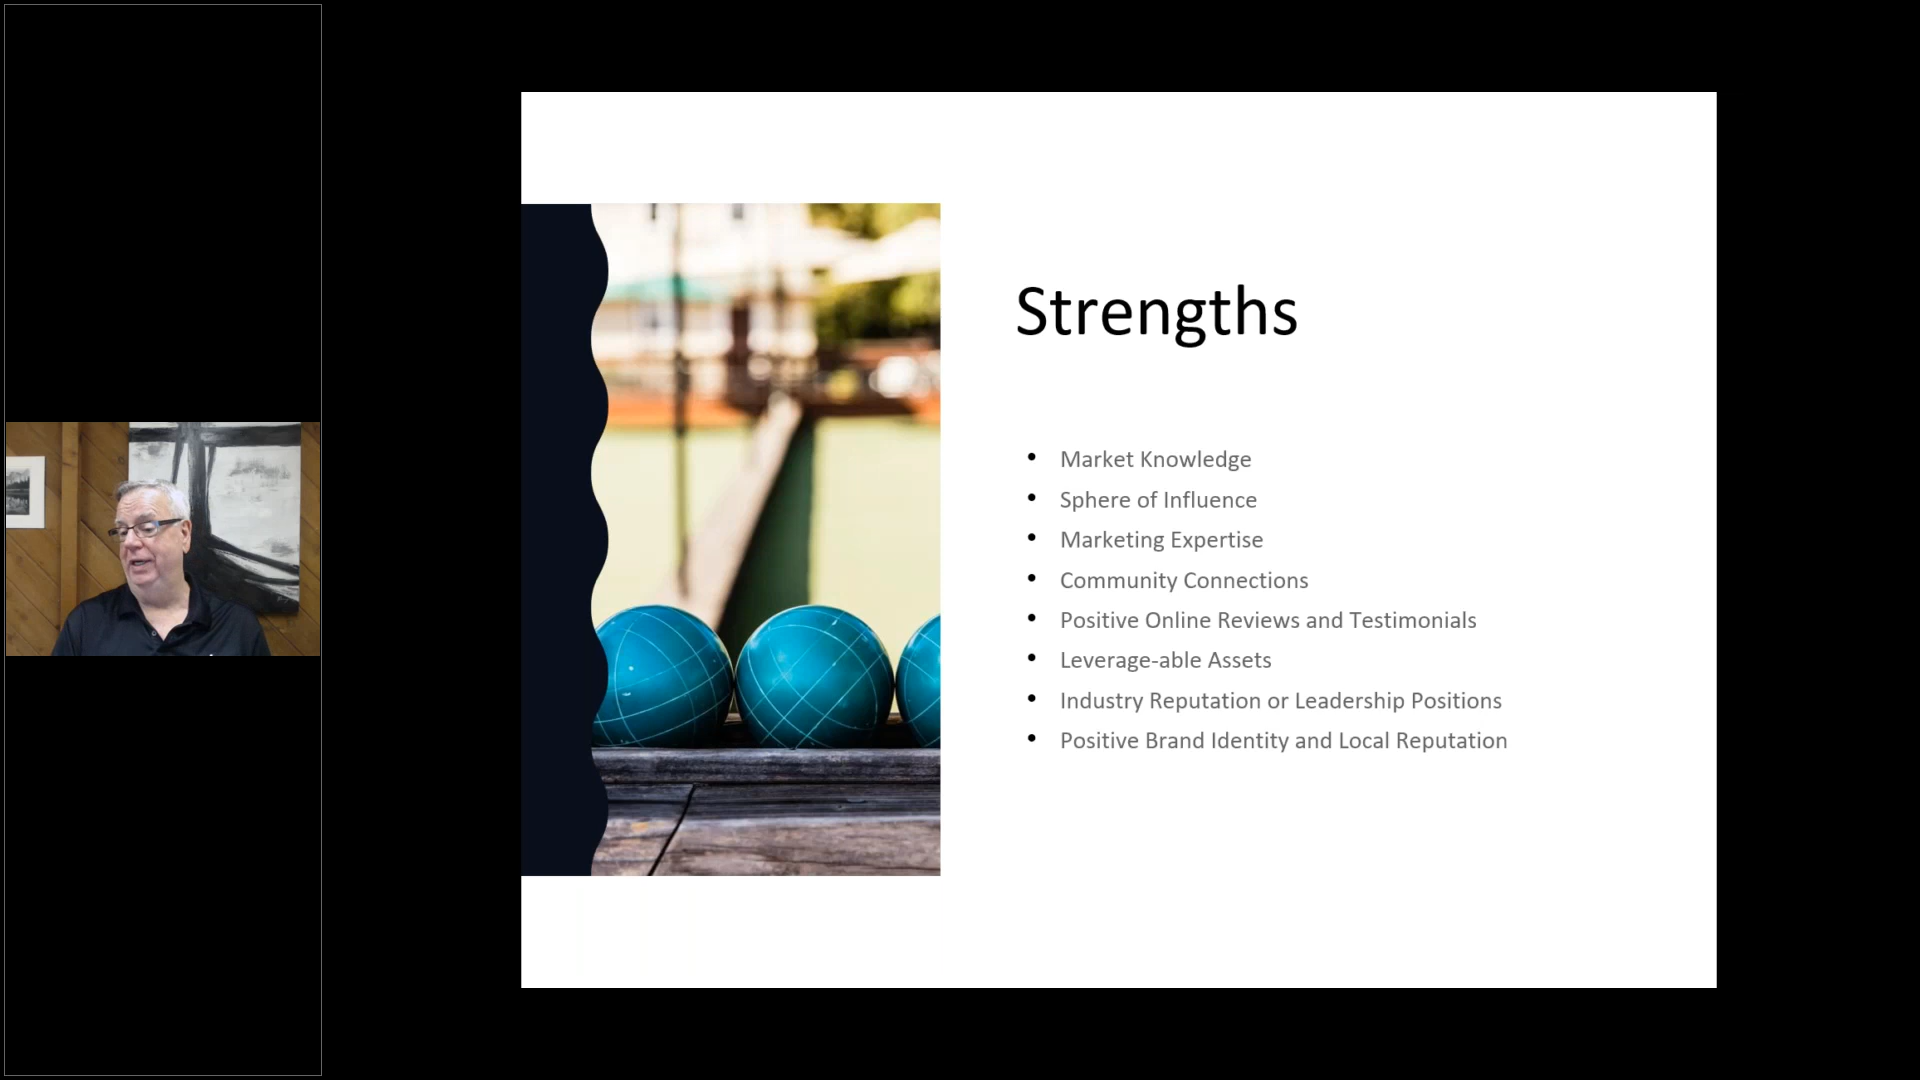 Strengths
• Market Knowledge
• Sphere of Influence
• Marketing Expertise
• Community Connections
• Positive Online Reviews and Testimonials
• Leverage-able Assets
• Industry Reputation or Leadership Positions
• Positive Brand Identity and Local Reputation